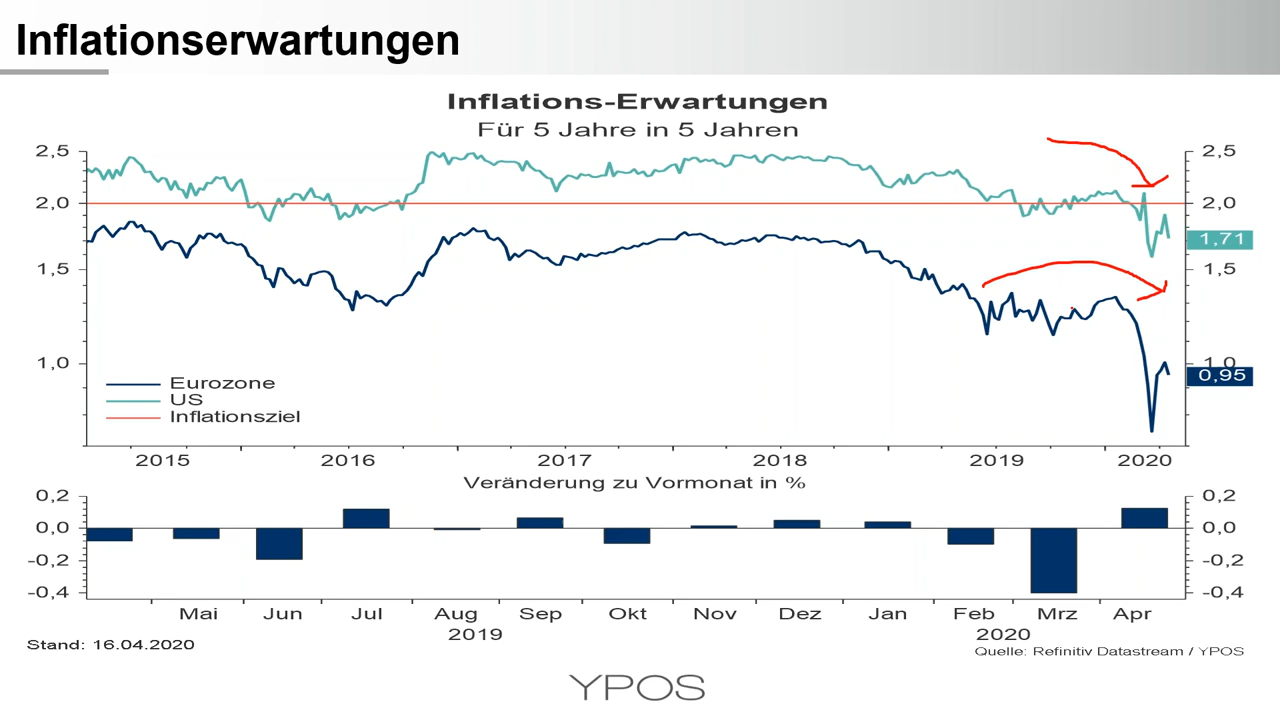 Inflationserwartungen
Inflations-Erwartungen
Für 5 Jahre in 5 Jahren
2,5 2,5
2,0 2,0
1,71
1,5 1,5
1,0 1,0
0,95
Eurozone
US
Inflationsziel
2015 2016 2017 2018 2019 2020
Veränderung zu Vormonat in %
0,2 0,2
0,0 0,0
-0,2 -0,2
-0,4 -0,4
Mai Jun Jul Aug Sep Okt Nov Dez Jan Feb Mrz Apr
2019 2020
Stand: 16.04.2020
Quelle: Refinitiv Datastream / YPOS
YPOS